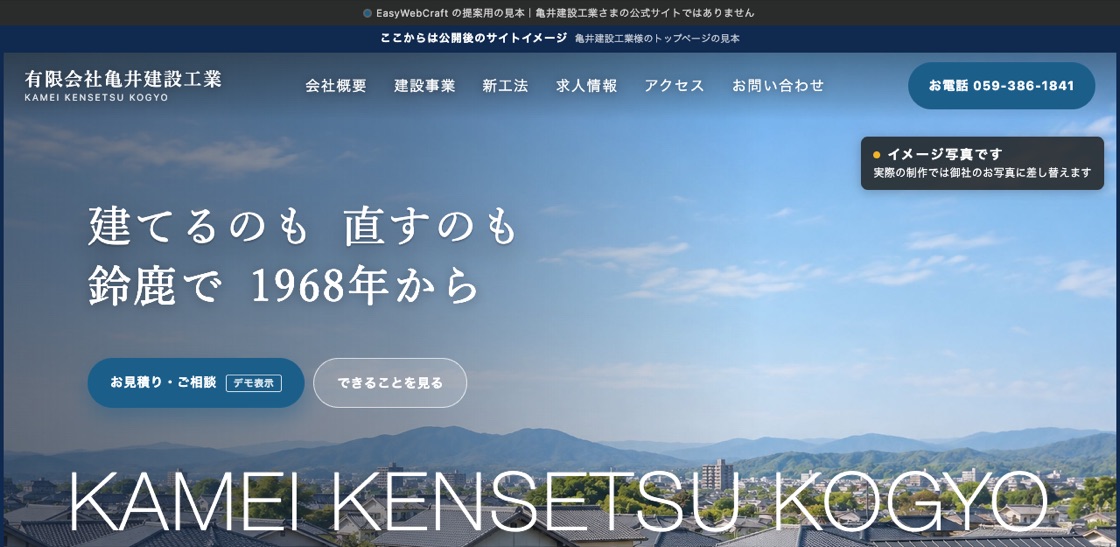 EasyWebCraft の提案用の見本｜亀井建設工業さまの公式サイトではありません
ここからは公開後のサイトイメージ 亀井建設工業様のトップページの見本
有限会社亀井建設工業
KAMEI KENSETSU KOGYO
会社概要 建設事業 新工法 求人情報 アクセス お問い合わせ
お電話 059-386-1841
イメージ写真です
実際の制作では御社のお写真に差し替えます
建てるのも 直すのも
鈴鹿で 1968年から
お見積り・ご相談 デモ表示
できることを見る
KAMEI KENSETSU KOGYO